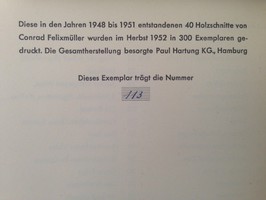 Diese in den Jahren 1948 bis 1951 entstandenen 40 Holzschnitte von
Conrad Felixmüller wurden im Herbst 1952 in 300 Exemplaren ge-
druckt. Die Gesamtherstellung besorgte Paul Hartung KG., Hamburg
Dieses Exemplar trägt die Nummer
113